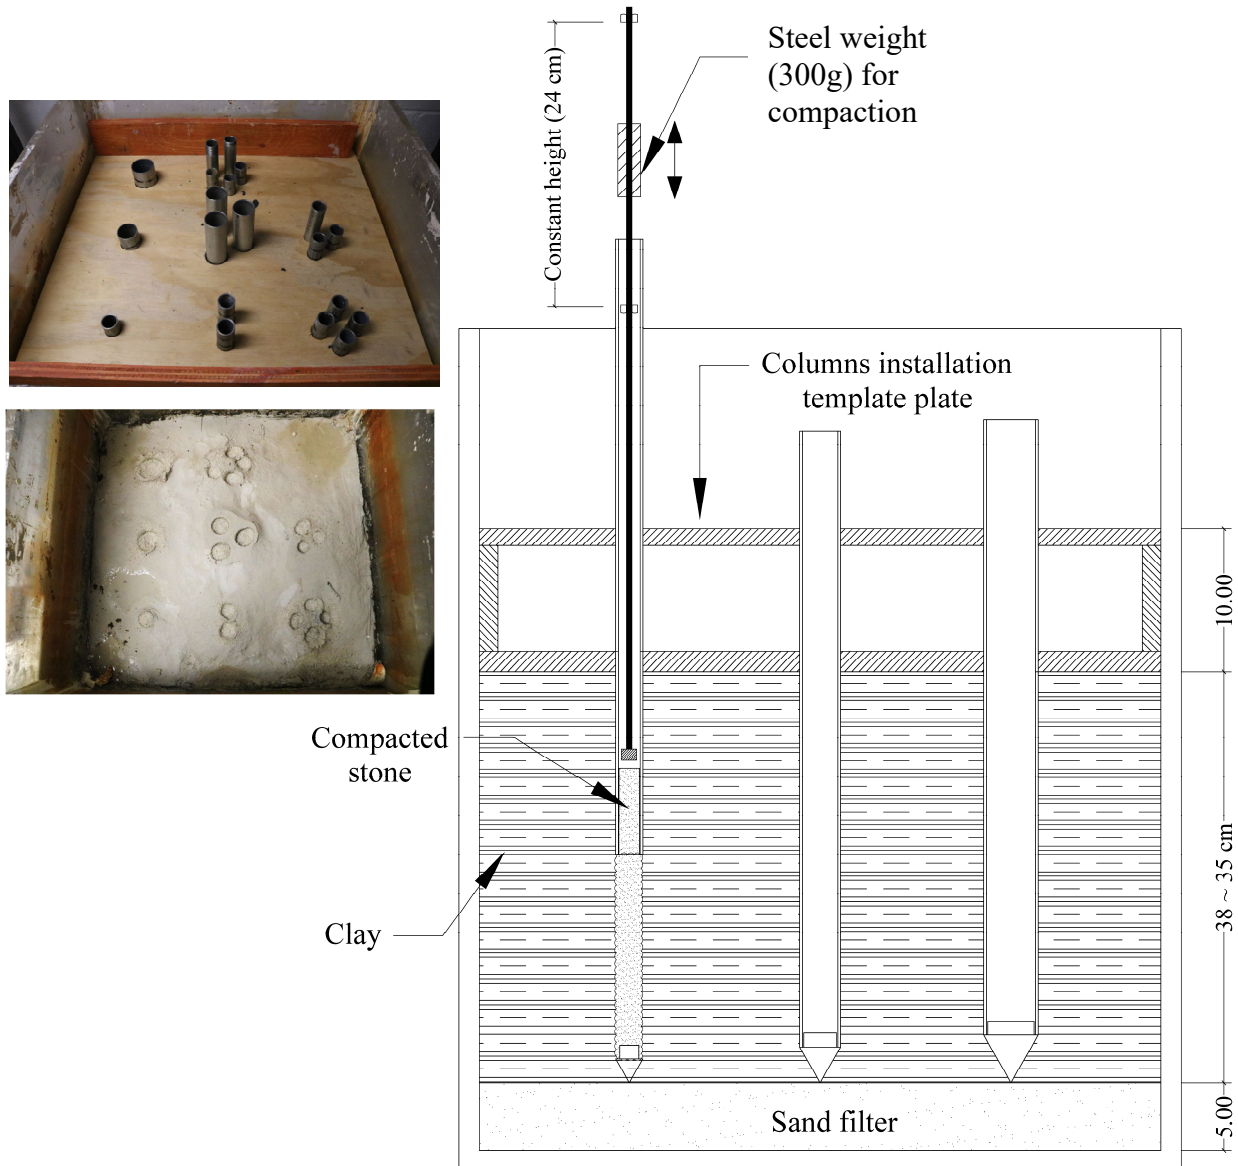 Steel weight
(300g) for
compaction
Constant height (24 cm)
Columns installation
template plate
10.00
Compacted
stone
38 ~ 35 cm
Clay
Sand filter
5.00